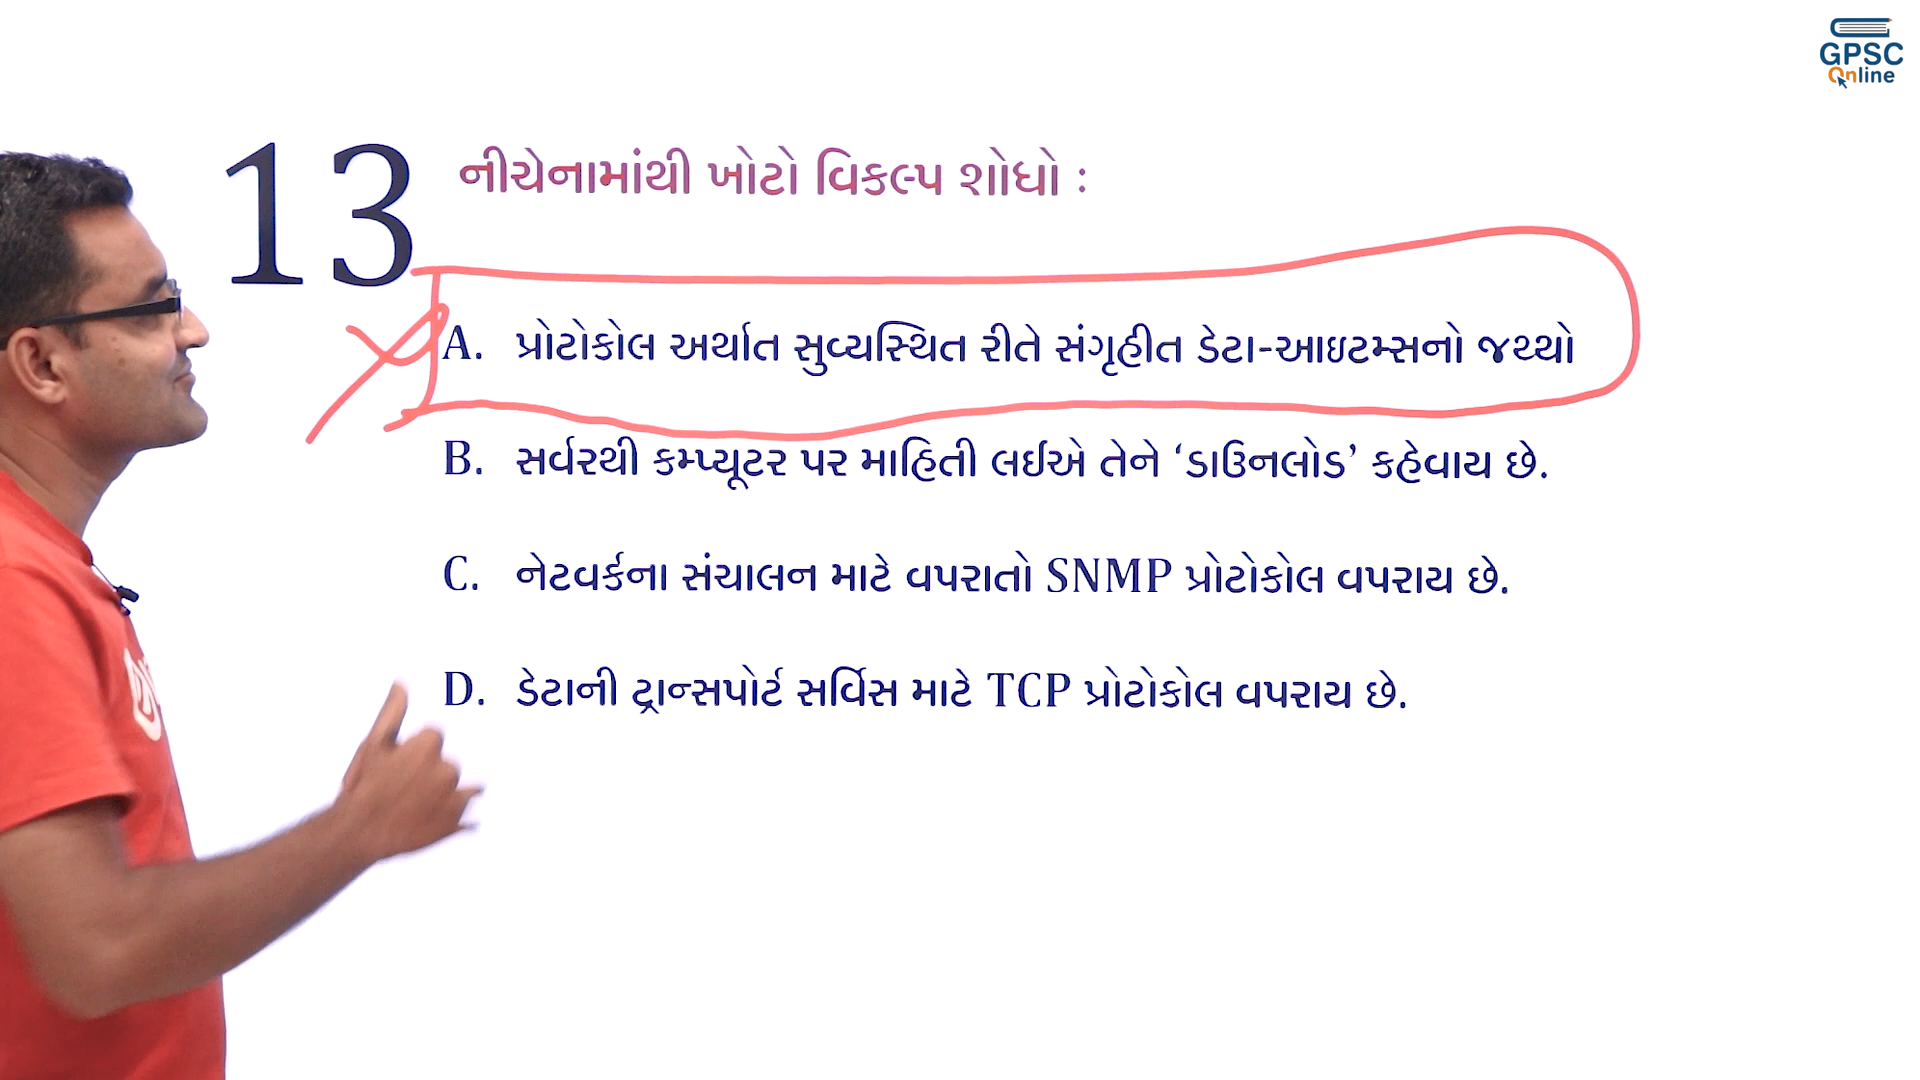 GPSC
Online
13
નીચેનામાંથી ખોટો વિકલ્પ શોધો :
A. પ્રોટોકોલ અર્થાત સુવ્યસ્થિત રીતે સંગૃહીત ડેટા-આઇટમ્સનો જથ્થો
B. સર્વરથી કમ્પ્યૂટર પર માહિતી લઈએ તેને ‘ડાઉનલોડ’ કહેવાય છે.
C. નેટવર્કના સંચાલન માટે વપરાતો SNMP પ્રોટોકોલ વપરાય છે.
D. ડેટાની ટ્રાન્સપોર્ટ સર્વિસ માટે TCP પ્રોટોકોલ વપરાય છે.